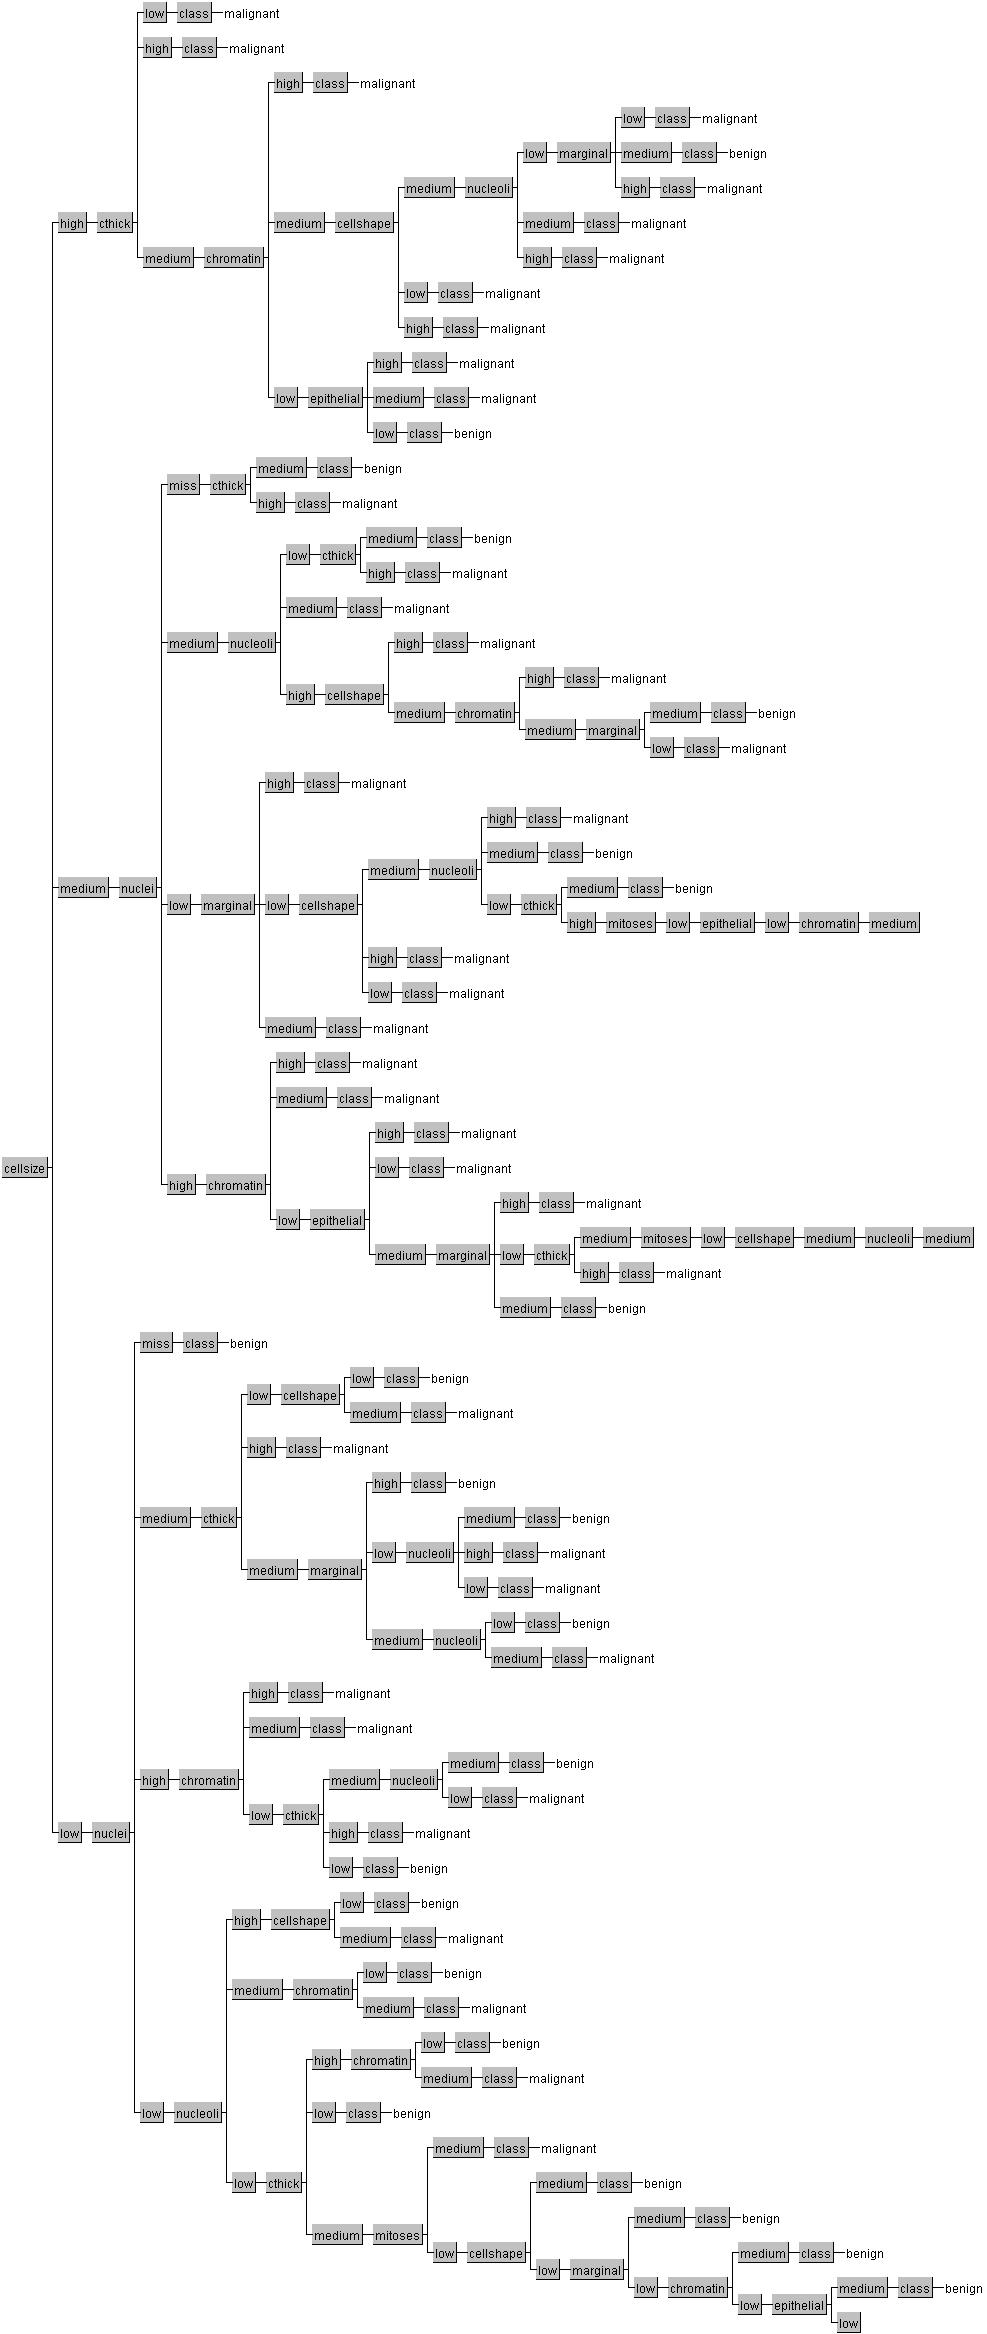 low class malignant
high class malignant
high class malignant
low class malignant
low marginal medium class benign
medium nucleoli high class malignant
high cthick medium cellshape medium class malignant
medium chromatin high class malignant
low class malignant
high class malignant
high class malignant
low epithelial medium class malignant
low class benign
medium class benign
miss cthick
high class malignant
medium class benign
low cthick
high class malignant
medium class malignant
medium nucleoli high class malignant
high class malignant
high cellshape
medium chromatin medium class benign
medium marginal
low class malignant
high class malignant
high class malignant
medium class benign
medium nucleoli
medium nuclei medium class benign
low marginal low cellshape low cthick
high mitoses low epithelial low chromatin medium
high class malignant
low class malignant
medium class malignant
high class malignant
medium class malignant
high class malignant
cellsize low class malignant
high chromatin
high class malignant
low epithelial
medium mitoses low cellshape medium nucleoli medium
medium marginal low cthick
high class malignant
medium class benign
miss class benign
low class benign
low cellshape
medium class malignant
high class malignant
high class benign
medium cthick medium class benign
low nucleoli high class malignant
medium marginal
low class malignant
low class benign
medium nucleoli
medium class malignant
high class malignant
medium class malignant
medium class benign
high chromatin medium nucleoli
low class malignant
low cthick
low nuclei high class malignant
low class benign
low class benign
high cellshape
medium class malignant
low class benign
medium chromatin
medium class malignant
low class benign
high chromatin
medium class malignant
low nucleoli low class benign
medium class malignant
low cthick medium class benign
medium class benign
medium mitoses
low cellshape medium class benign
low marginal
medium class benign
low chromatin
low epithelial
low